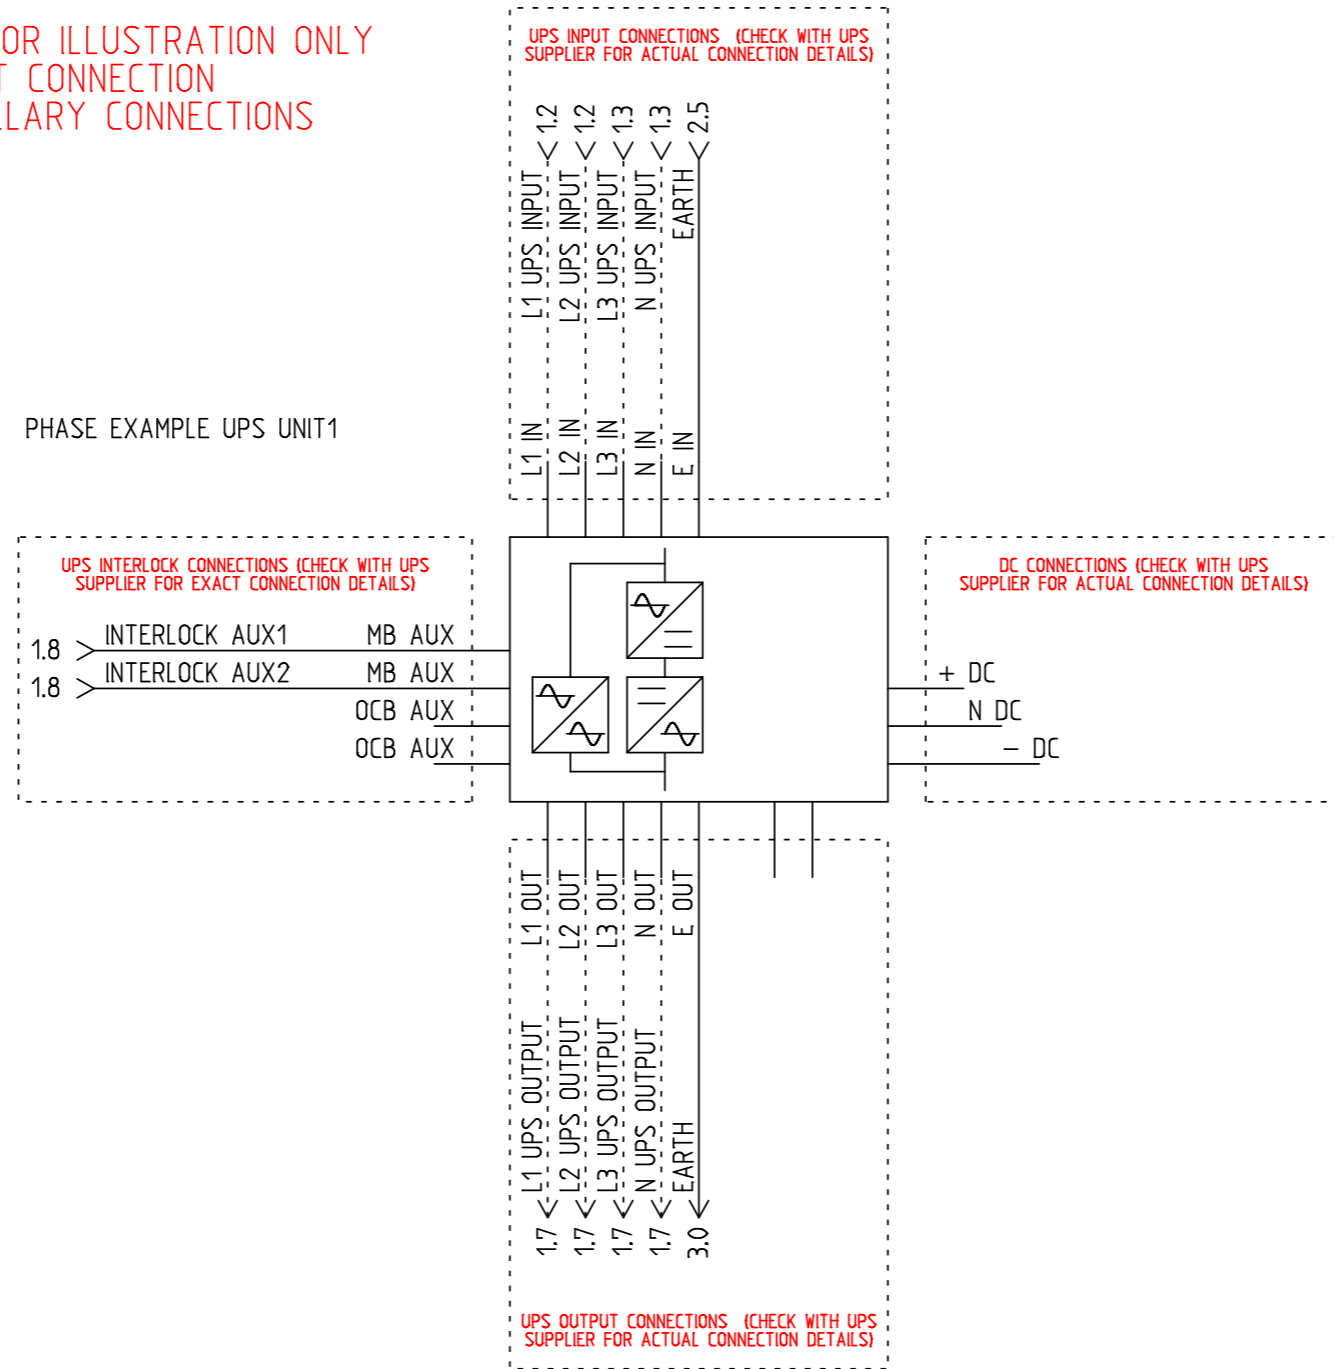 OR ILLUSTRATION ONLY
T CONNECTION
LLARY CONNECTIONS
UPS INPUT CONNECTIONS (CHECK WITH UPS
SUPPLIER FOR ACTUAL CONNECTION DETAILS)
1.2
1.2
1.3
1.3
2.5
L1 UPS INPUT
L2 UPS INPUT
L3 UPS INPUT
N UPS INPUT
EARTH
L1 IN
L2 IN
L3 IN
N IN
E IN
PHASE EXAMPLE UPS UNIT1
UPS INTERLOCK CONNECTIONS (CHECK WITH UPS
SUPPLIER FOR EXACT CONNECTION DETAILS)
1.8 INTERLOCK AUX1 MB AUX
1.8 INTERLOCK AUX2 MB AUX
OCB AUX
OCB AUX
DC CONNECTIONS (CHECK WITH UPS
SUPPLIER FOR ACTUAL CONNECTION DETAILS)
+ DC
N DC
- DC
L1 OUT
L2 OUT
L3 OUT
N OUT
E OUT
L1 UPS OUTPUT
L2 UPS OUTPUT
L3 UPS OUTPUT
N UPS OUTPUT
EARTH
1.7
1.7
1.7
1.7
3.0
UPS OUTPUT CONNECTIONS (CHECK WITH UPS
SUPPLIER FOR ACTUAL CONNECTION DETAILS)